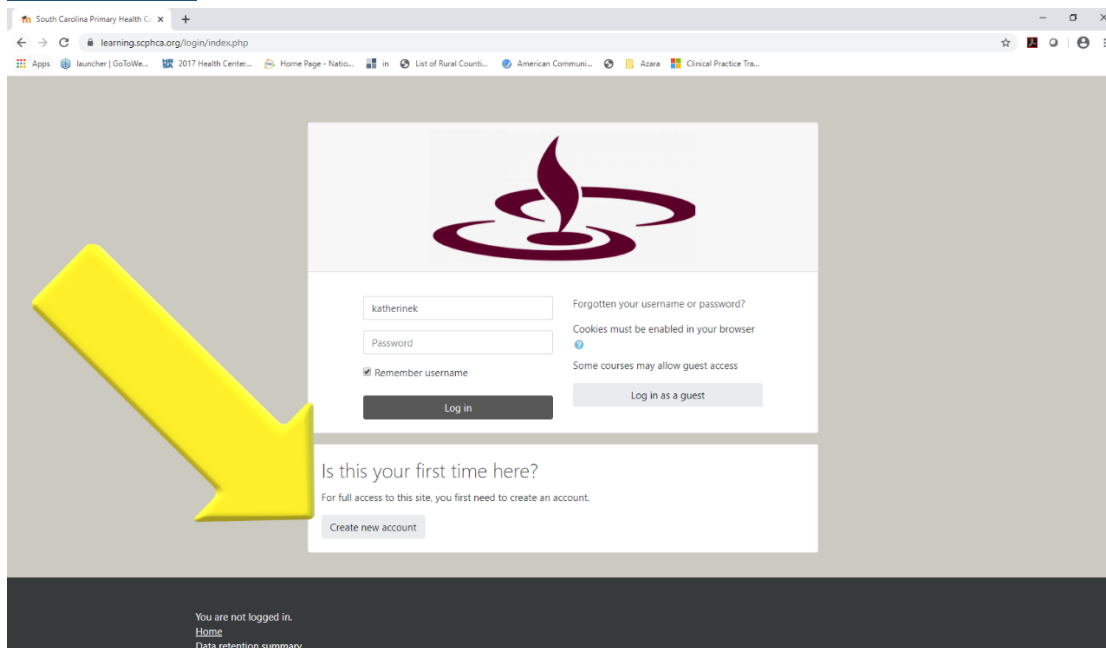 South Carolina Primary Health Ca
learning.scphca.org/login/index.php
Apps launcher | GoToWe... 2017 Health Center... Home Page - Natio... in List of Rural Counti... American Communi... Azara Clinical Practice Tra...
katherinek
Password
Remember username
Log in
Forgotten your username or password?
Cookies must be enabled in your browser
Some courses may allow guest access
Log in as a guest
Is this your first time here?
For full access to this site, you first need to create an account.
Create new account
You are not logged in.
Home
Data retention summary